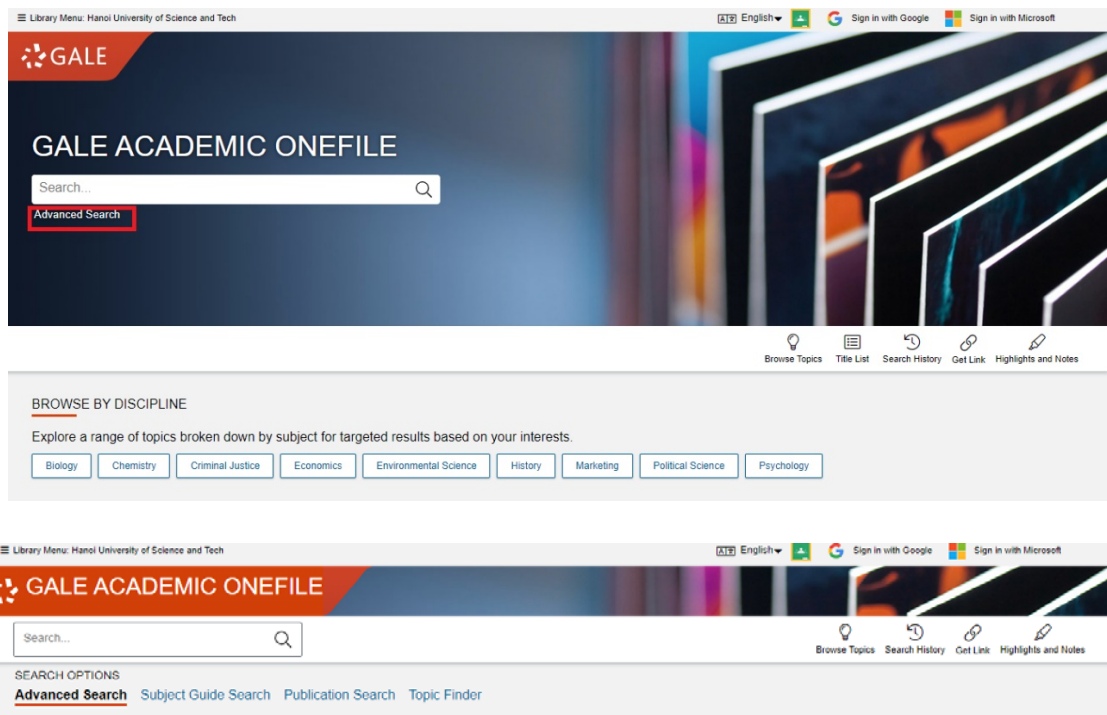 ☰ Library Menu: Hanoi University of Science and Tech English Sign in with Google Sign in with Microsoft
GALE
GALE ACADEMIC ONEFILE
Search...
Advanced Search
Browse Topics Title List Search History Get Link Highlights and Notes
BROWSE BY DISCIPLINE
Explore a range of topics broken down by subject for targeted results based on your interests.
Biology Chemistry Criminal Justice Economics Environmental Science History Marketing Political Science Psychology
☰ Library Menu: Hanoi University of Science and Tech English Sign in with Google Sign in with Microsoft
GALE ACADEMIC ONEFILE
Search...
Browse Topics Search History Get Link Highlights and Notes
SEARCH OPTIONS
Advanced Search Subject Guide Search Publication Search Topic Finder